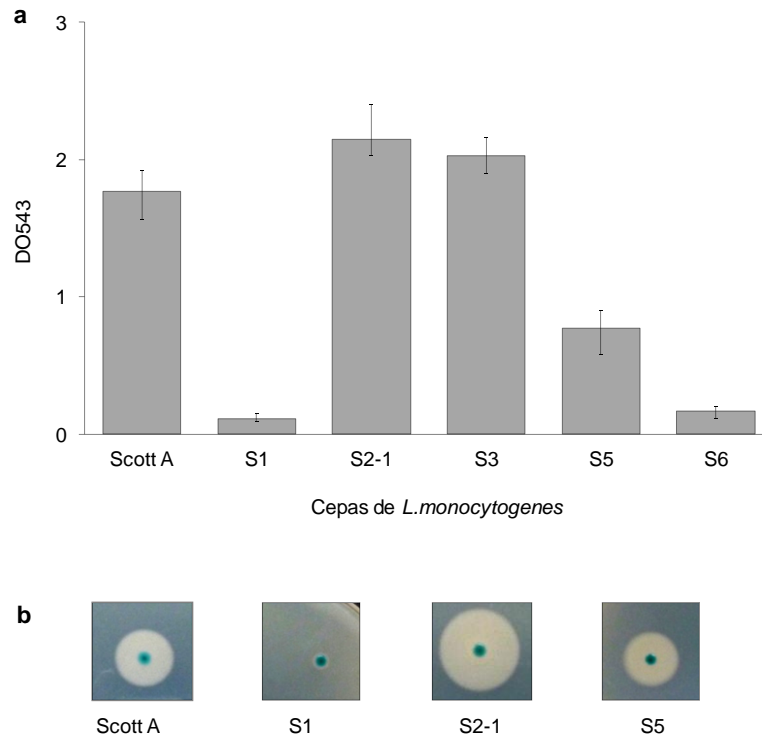 a
3
2
1
0
DO543
Scott A S1 S2-1 S3 S5 S6
Cepas de L.monocytogenes
b
Scott A S1 S2-1 S5